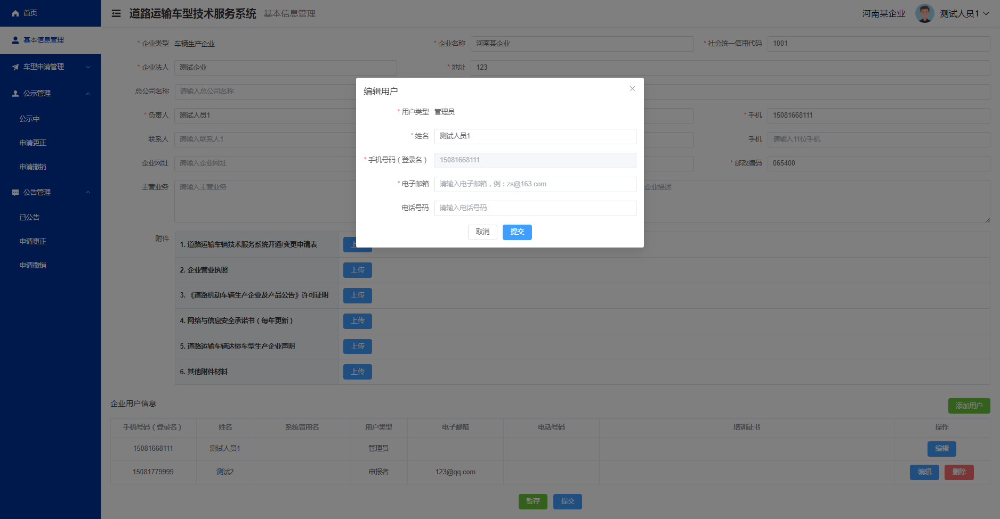 首页
道路运输车型技术服务系统 基本信息管理
河南某企业 测试人员1
基本信息管理
车型申请管理
公示管理
公示中
申请更正
申请撤销
公告管理
已公告
申请更正
申请撤销
* 企业类型 车辆生产企业 * 企业名称 河南某企业 * 社会统一信用代码 1001
* 企业法人 测试企业 * 地址 123
总公司名称 请输入总公司名称
* 负责人 测试人员1 * 手机 15081668111
联系人 请输入联系人1 手机 请输入11位手机
企业网址 请输入企业网址 * 邮政编码 065400
主营业务 请输入主营业务 企业描述
编辑用户
* 用户类型 管理员
* 姓名 测试人员1
* 手机号码（登录名） 15081668111
* 电子邮箱 请输入电子邮箱，例：zs@163.com
电话号码 请输入电话号码
取消 提交
附件
1. 道路运输车辆技术服务系统开通/变更申请表 上
2. 企业营业执照 上传
3. 《道路机动车辆生产企业及产品公告》许可证明 上传
4. 网络与信息安全承诺书（每年更新） 上传
5. 道路运输车辆达标车型生产企业声明 上传
6. 其他附件材料 上传
企业用户信息 添加用户
手机号码（登录名） 姓名 系统曾用名 用户类型 电子邮箱 电话号码 培训证书 操作
15081668111 测试人员1 管理员 编辑
15081779999 测试2 申报者 123@qq.com 编辑 删除
暂存 提交